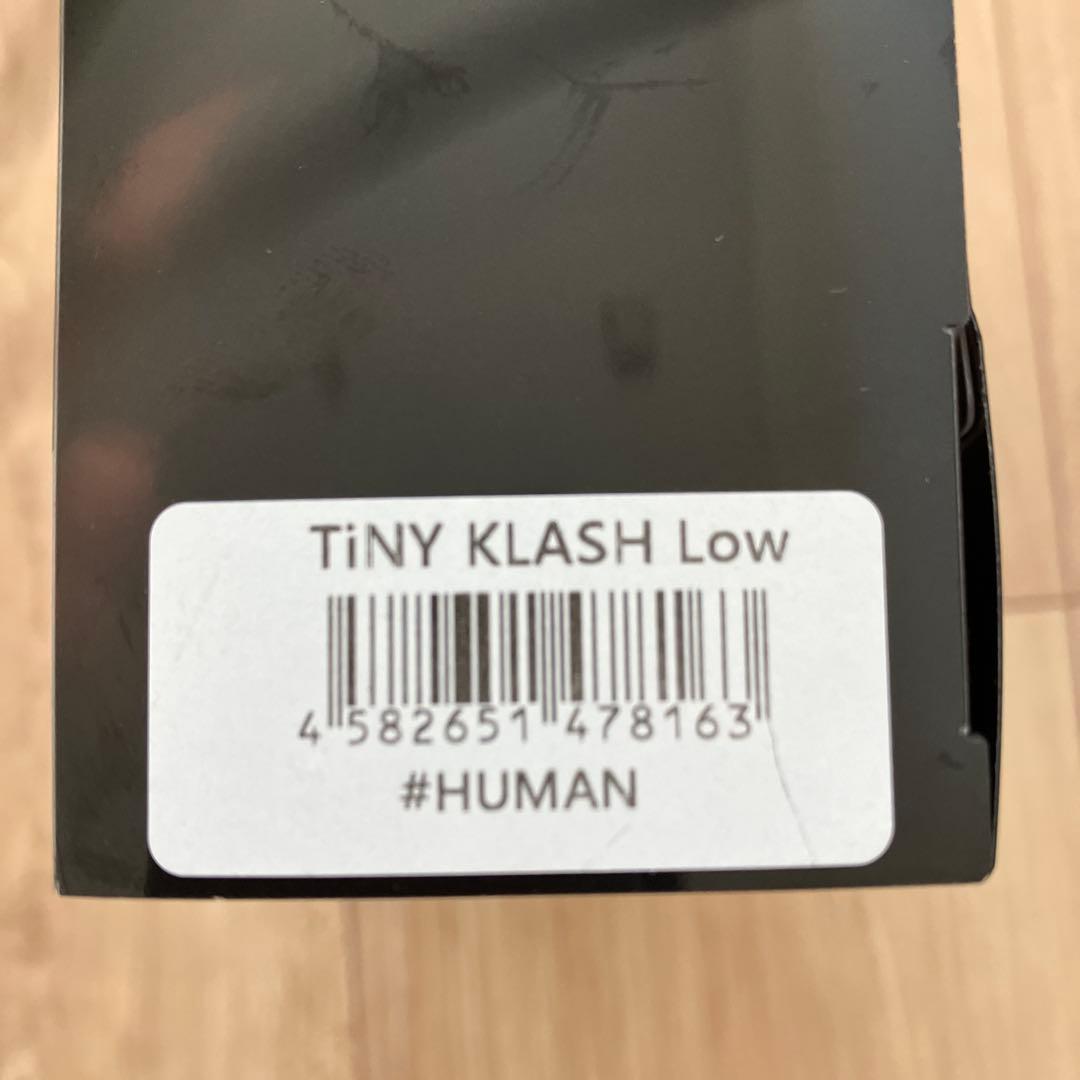 TiNY KLASH Low
4 582651 478163
#HUMAN